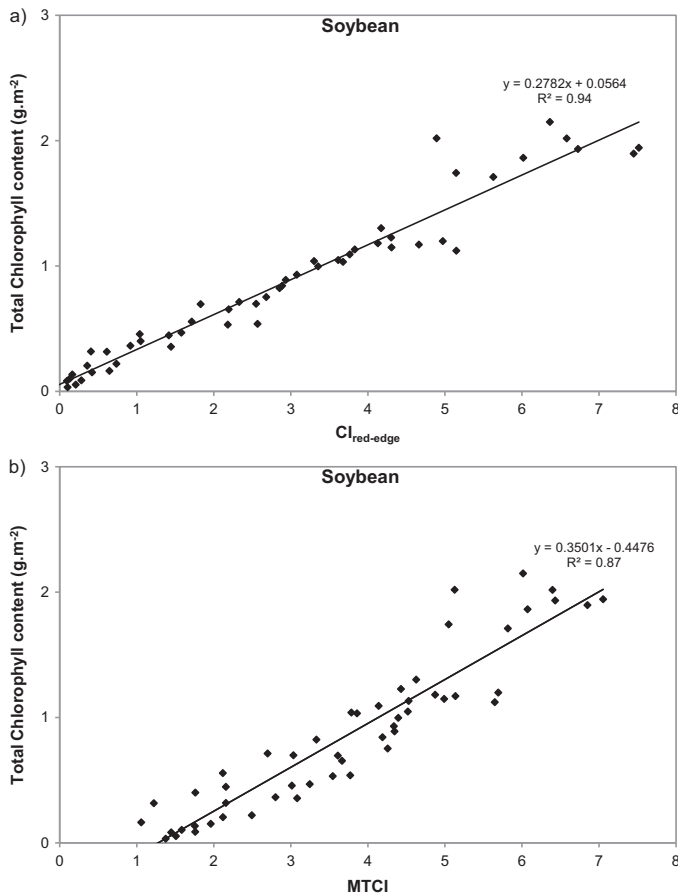 a)
Soybean
y = 0.2782x + 0.0564
R² = 0.94
Total Chlorophyll content (g.m-2)
3
2
1
0
0 1 2 3 4 5 6 7 8
CIred-edge
b)
Soybean
y = 0.3501x - 0.4476
R² = 0.87
Total Chlorophyll content (g.m-2)
3
2
1
0
0 1 2 3 4 5 6 7 8
MTCI